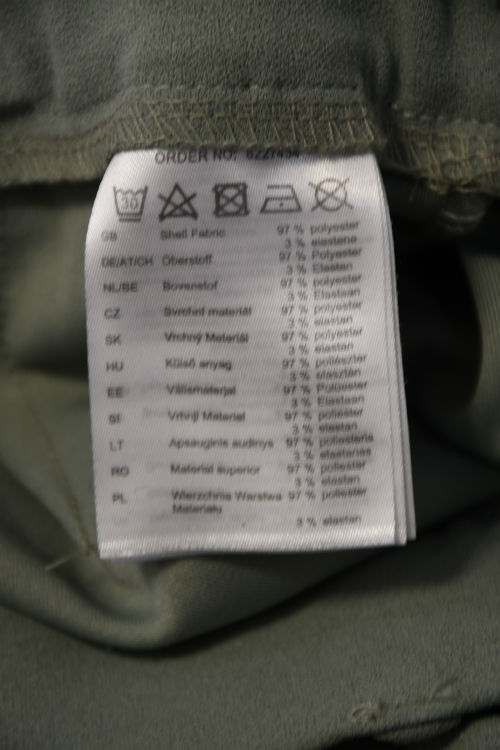 ORDER NO: 6227434
30
GB Shell Fabric 97 % polyester
3 % elastane
DE/AT/CH Oberstoff 97 % Polyester
3 % Elastan
NL/BE Bovenstof 97 % polyester
3 % Elastaan
CZ Svrchní materiál 97 % polyester
3 % elastan
SK Vrchný Materiál 97 % polyester
3 % elastan
HU Külső anyag 97 % poliészter
3 % elasztán
EE Välismaterjal 97 % Polüester
3 % Elastaan
SI Vrhnji Material 97 % poliester
3 % elastan
LT Apsauginis audinys 97 % poliesteris
3 % elastanas
RO Material superior 97 % poliester
3 % elastan
PL Wierzchnia Warstwa 97 % poliester
Materiału
3 % elastan